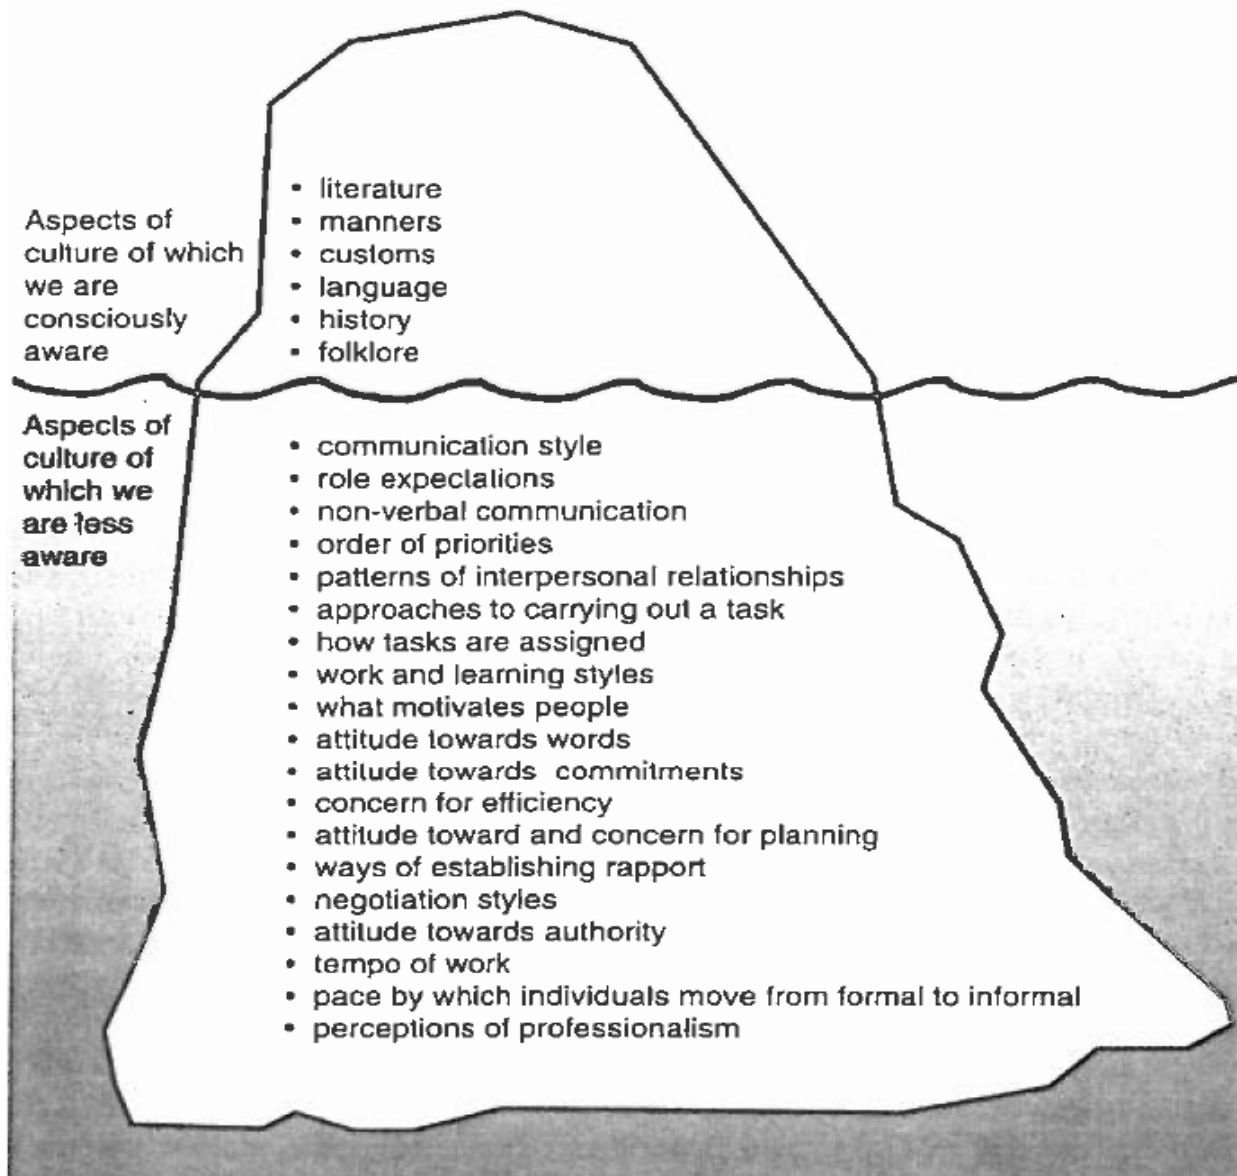 Aspects of
culture of which
we are
consciously
aware
• literature
• manners
• customs
• language
• history
• folklore
Aspects of
culture of
which we
are less
aware
• communication style
• role expectations
• non-verbal communication
• order of priorities
• patterns of interpersonal relationships
• approaches to carrying out a task
• how tasks are assigned
• work and learning styles
• what motivates people
• attitude towards words
• attitude towards commitments
• concern for efficiency
• attitude toward and concern for planning
• ways of establishing rapport
• negotiation styles
• attitude towards authority
• tempo of work
• pace by which individuals move from formal to informal
• perceptions of professionalism